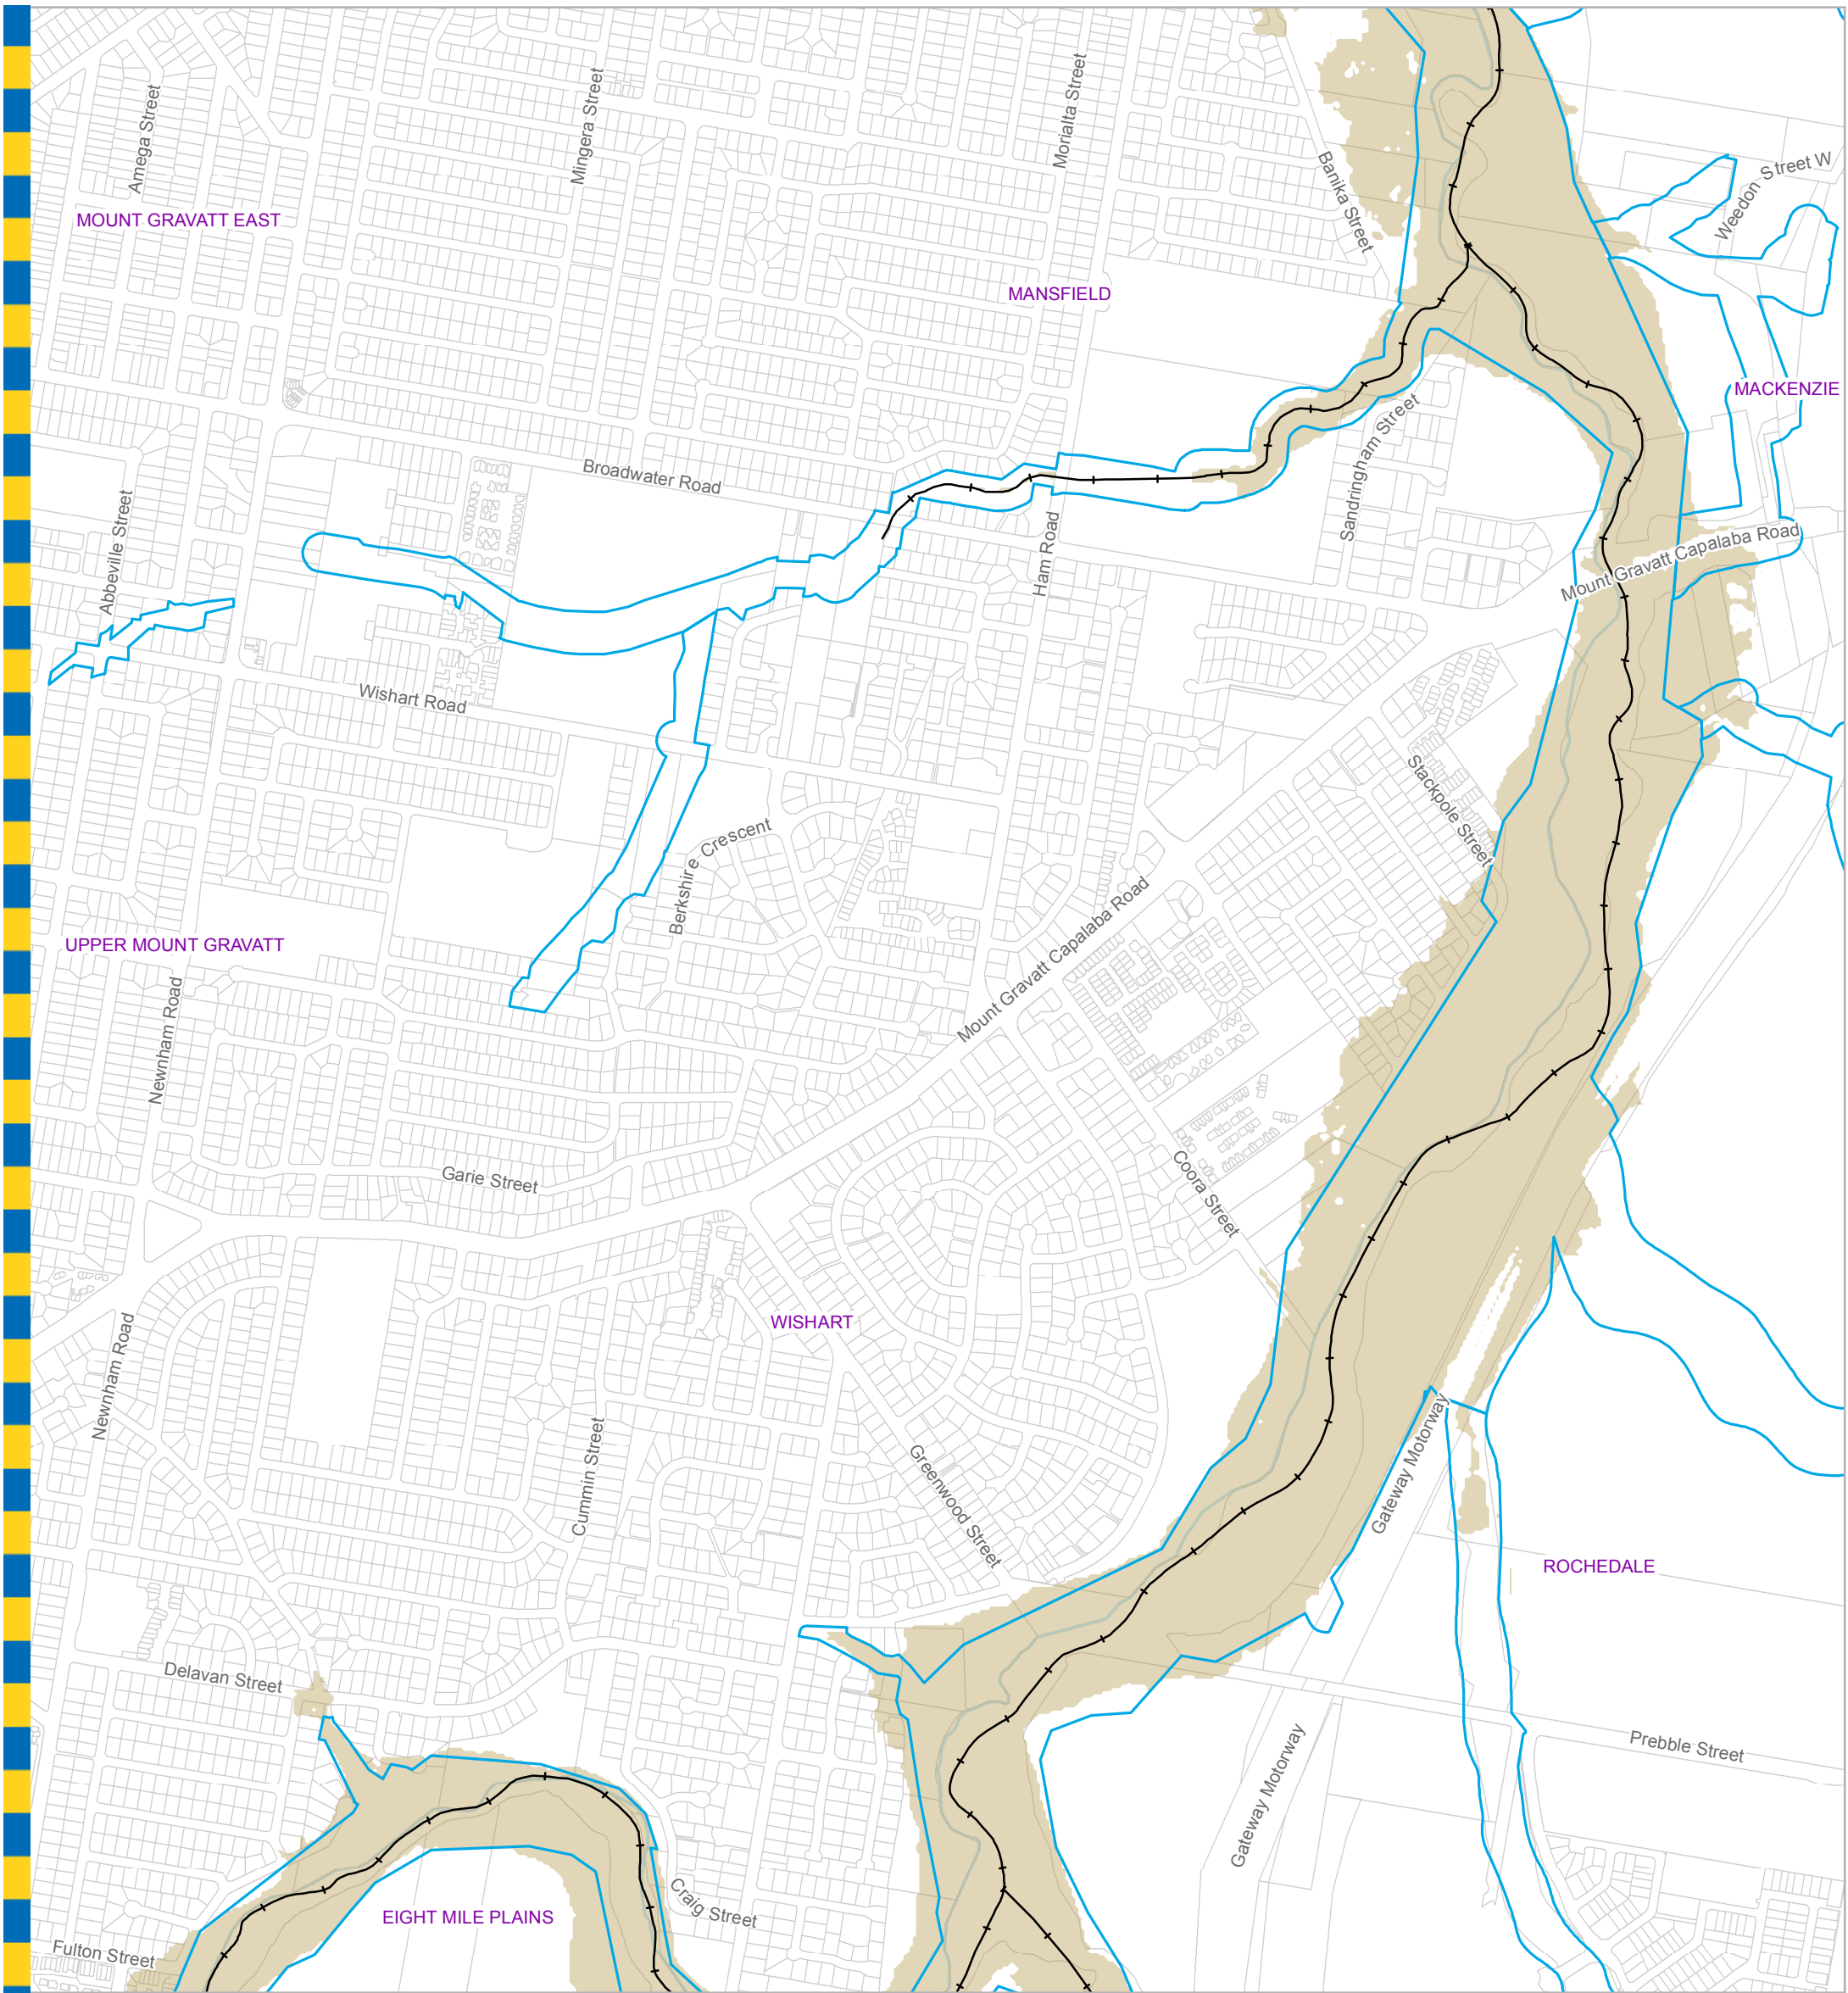 Amega Street
Mingera Street
Morialta Street
Banika Street
Weedon Street W
MOUNT GRAVATT EAST
MANSFIELD
MACKENZIE
Broadwater Road
Sandringham Street
Abbeville Street
Ham Road
Mount Gravatt Capalaba Road
Wishart Road
Stackpole Street
Berkshire Crescent
UPPER MOUNT GRAVATT
Mount Gravatt Capalaba Road
Newnham Road
Garie Street
Coora Street
WISHART
Newnham Road
Cummin Street
Greenwood Street
Gateway Motorway
ROCHEDALE
Delavan Street
Prebble Street
Gateway Motorway
Craig Street
EIGHT MILE PLAINS
Fulton Street